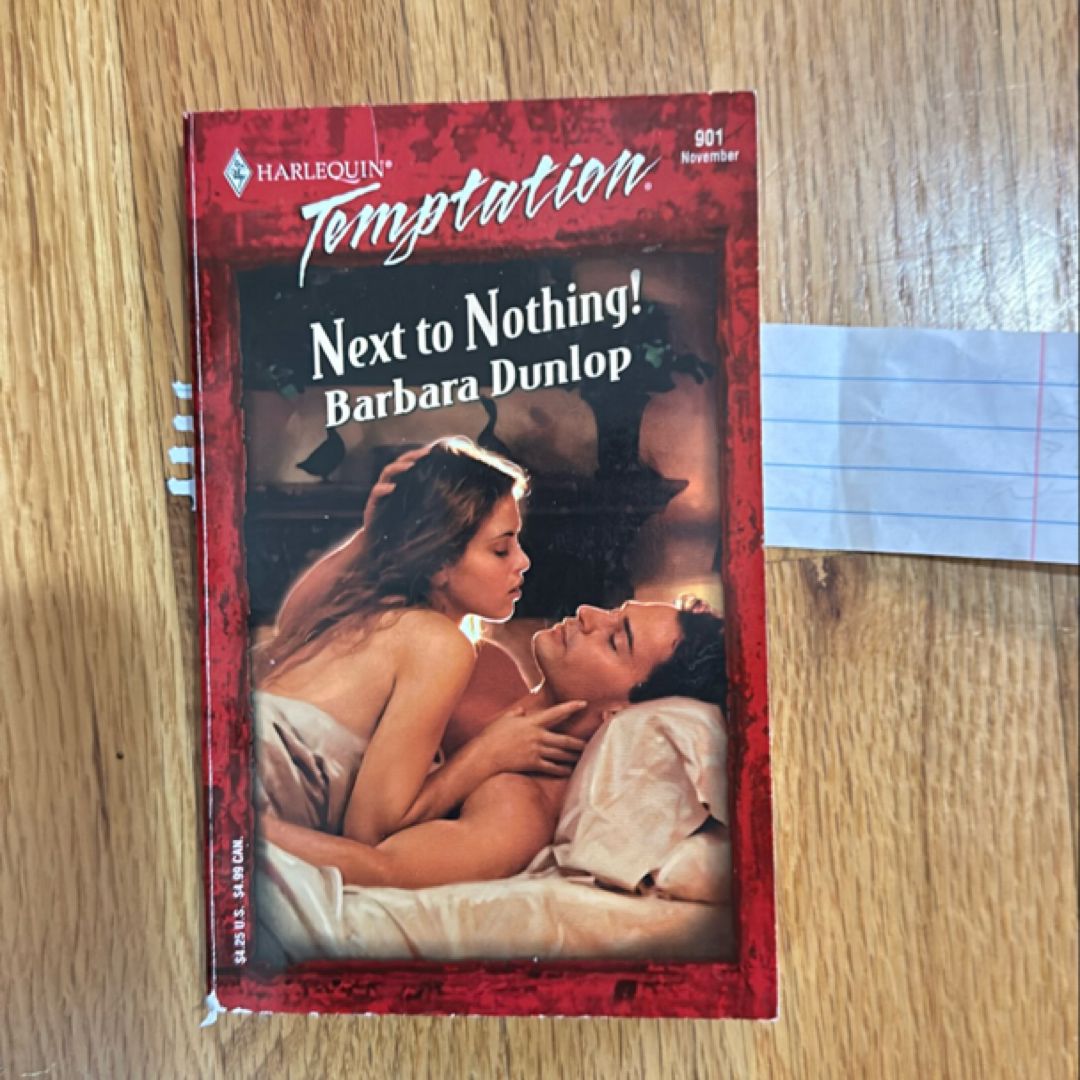 HARLEQUIN®
Temptation®
901
November
Next to Nothing!
Barbara Dunlop
$4.25 U.S. $4.99 CAN.